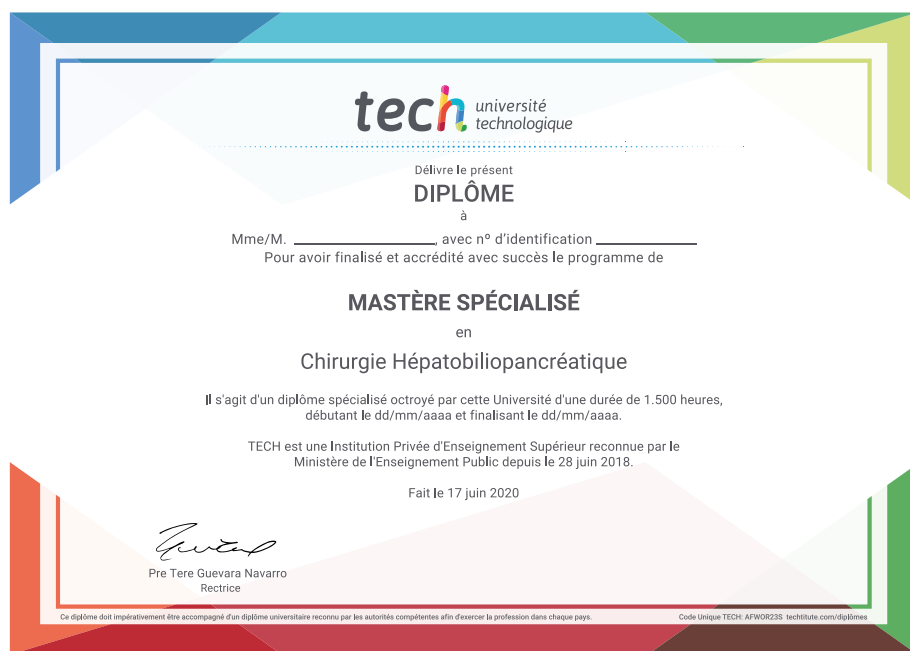 tech université
technologique
Délivre le présent
DIPLÔME
à
Mme/M. ____________________, avec nº d'identification ______________
Pour avoir finalisé et accrédité avec succès le programme de
MASTÈRE SPÉCIALISÉ
en
Chirurgie Hépatobiliopancréatique
Il s'agit d'un diplôme spécialisé octroyé par cette Université d'une durée de 1.500 heures,
débutant le dd/mm/aaaa et finalisant le dd/mm/aaaa.
TECH est une Institution Privée d'Enseignement Supérieur reconnue par le
Ministère de l'Enseignement Public depuis le 28 juin 2018.
Fait le 17 juin 2020
Pre Tere Guevara Navarro
Rectrice
Ce diplôme doit impérativement être accompagné d'un diplôme universitaire reconnu par les autorités compétentes afin d'exercer la profession dans chaque pays.
Code Unique TECH: AFWOR23S techtitute.com/diplômes